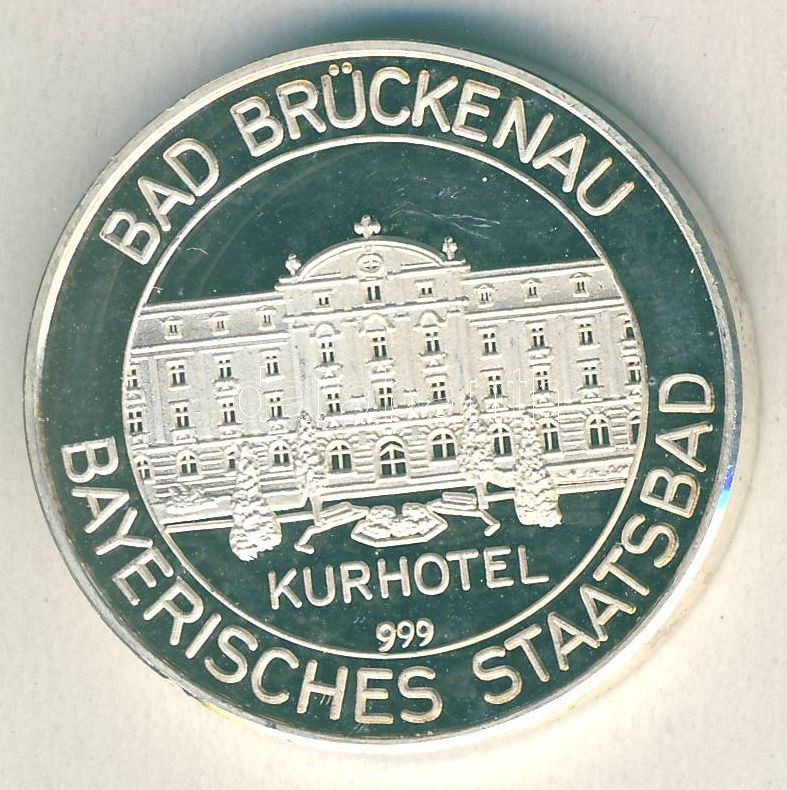 BAD BRÜCKENAU
KURHOTEL
999
BAYERISCHES STAATSBAD